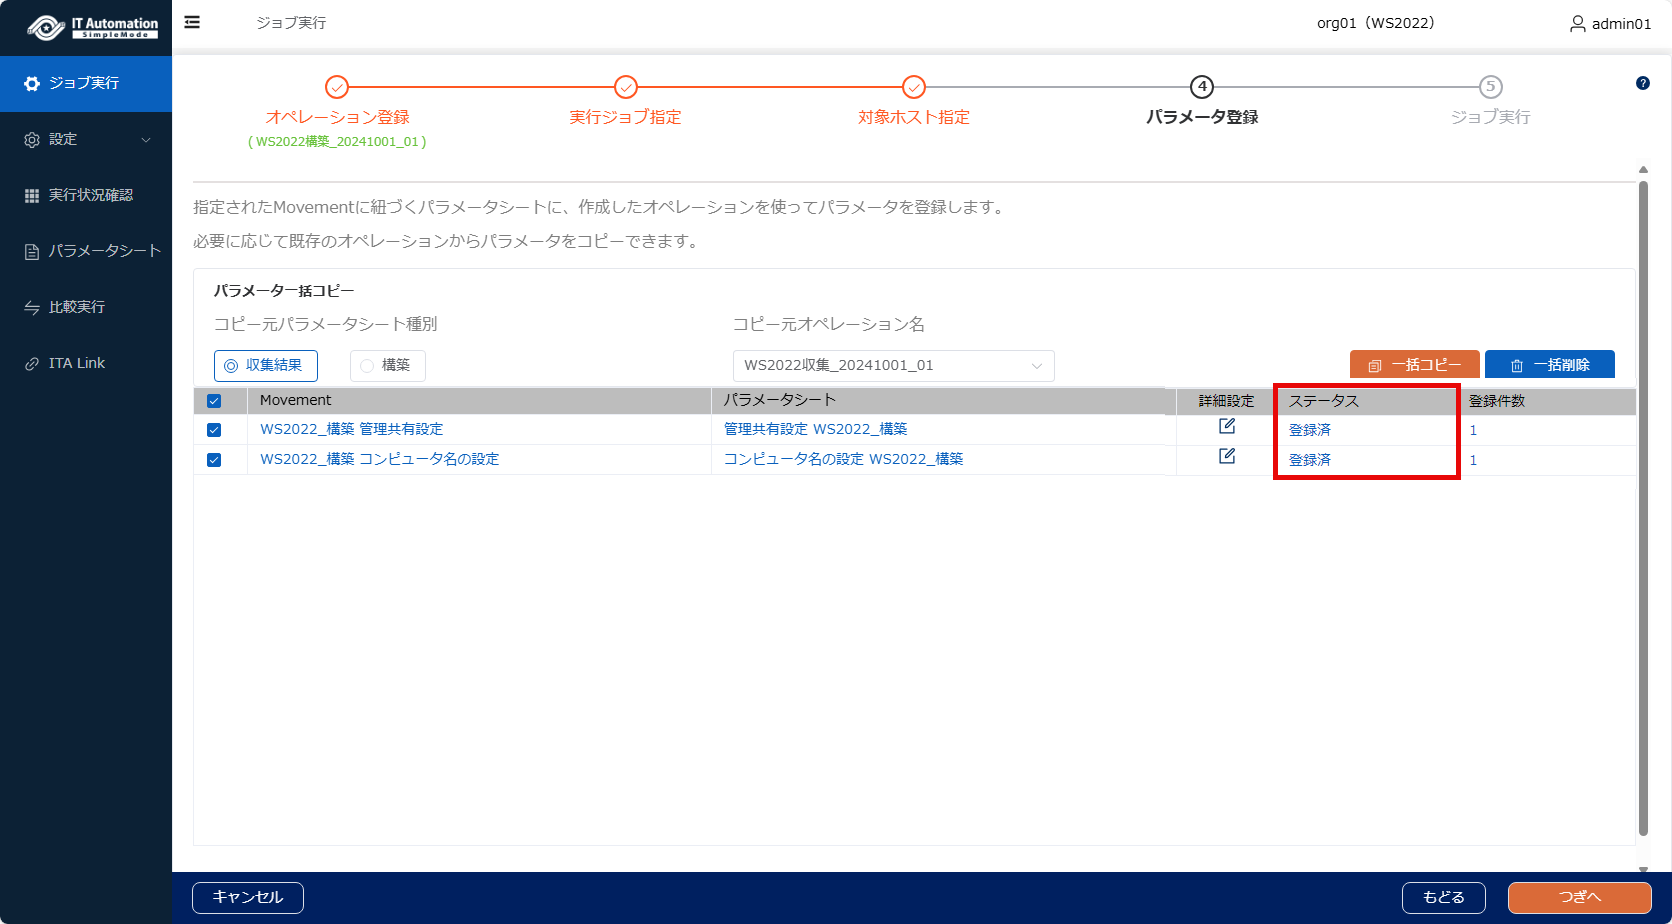 IT Automation
SimpleMode
ジョブ実行
org01（WS2022）
admin01
ジョブ実行
設定
実行状況確認
パラメータシート
比較実行
ITA Link
オペレーション登録
( WS2022構築_20241001_01 )
実行ジョブ指定
対象ホスト指定
4
パラメータ登録
5
ジョブ実行
?
指定されたMovementに紐づくパラメータシートに、作成したオペレーションを使ってパラメータを登録します。
必要に応じて既存のオペレーションからパラメータをコピーできます。
パラメーター括コピー
コピー元パラメータシート種別
コピー元オペレーション名
収集結果
構築
WS2022収集_20241001_01
一括コピー
一括削除
Movement
パラメータシート
詳細設定
ステータス
登録件数
WS2022_構築 管理共有設定
管理共有設定 WS2022_構築
登録済
1
WS2022_構築 コンピュータ名の設定
コンピュータ名の設定 WS2022_構築
登録済
1
キャンセル
もどる
つぎへ